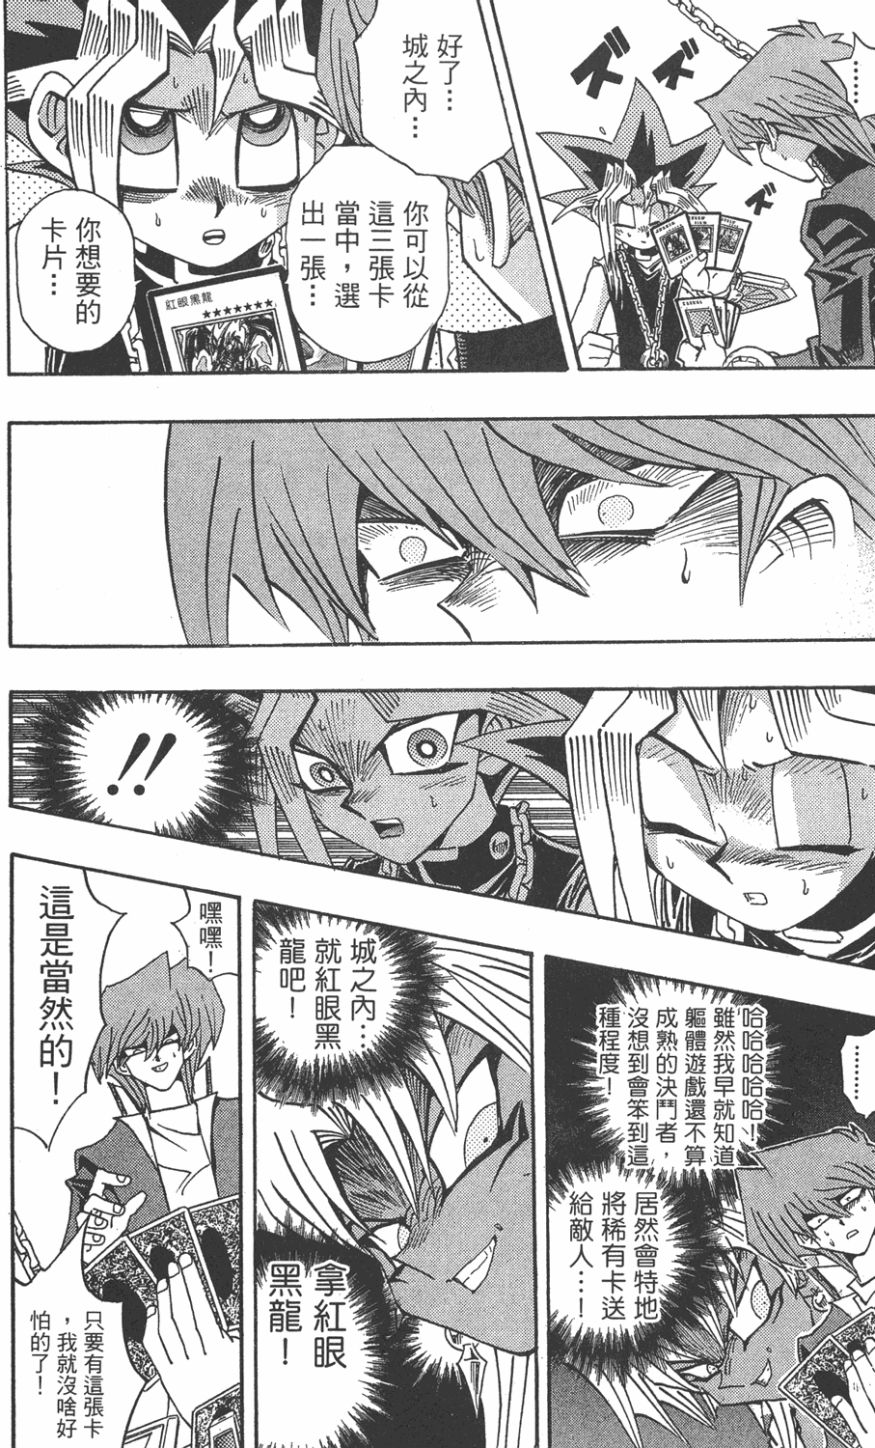 ……
ズ
ズ
ズ
好了…
城之內…
你可以從
這三張卡
當中，選
出一張…
你想要的
卡片…
紅眼黑龍
!!
……
哈哈哈哈哈！
雖然我早就知道
軀體遊戲還不算
成熟的決鬥者，
沒想到會笨到這
種程度！
居然會特地
將稀有卡送
給敵人…！
城之內…
就紅眼黑
龍吧！
拿紅眼
黑龍！
嘿嘿！
這是當然的！
只要有這張卡
，我就沒啥好
怕的了！